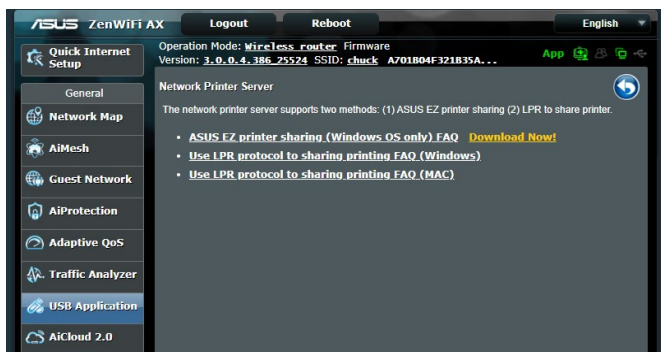 ASUS ZenWiFi AX Logout Reboot English
Quick Internet Setup
Operation Mode: Wireless router Firmware
Version: 3.0.0.4.386_25524 SSID: chuck A701B04F321B35A... App
General
Network Map
AiMesh
Guest Network
AiProtection
Adaptive QoS
Traffic Analyzer
USB Application
AiCloud 2.0
Network Printer Server
The network printer server supports two methods: (1) ASUS EZ printer sharing (2) LPR to share printer.
• ASUS EZ printer sharing (Windows OS only) FAQ Download Now!
• Use LPR protocol to sharing printing FAQ (Windows)
• Use LPR protocol to sharing printing FAQ (MAC)